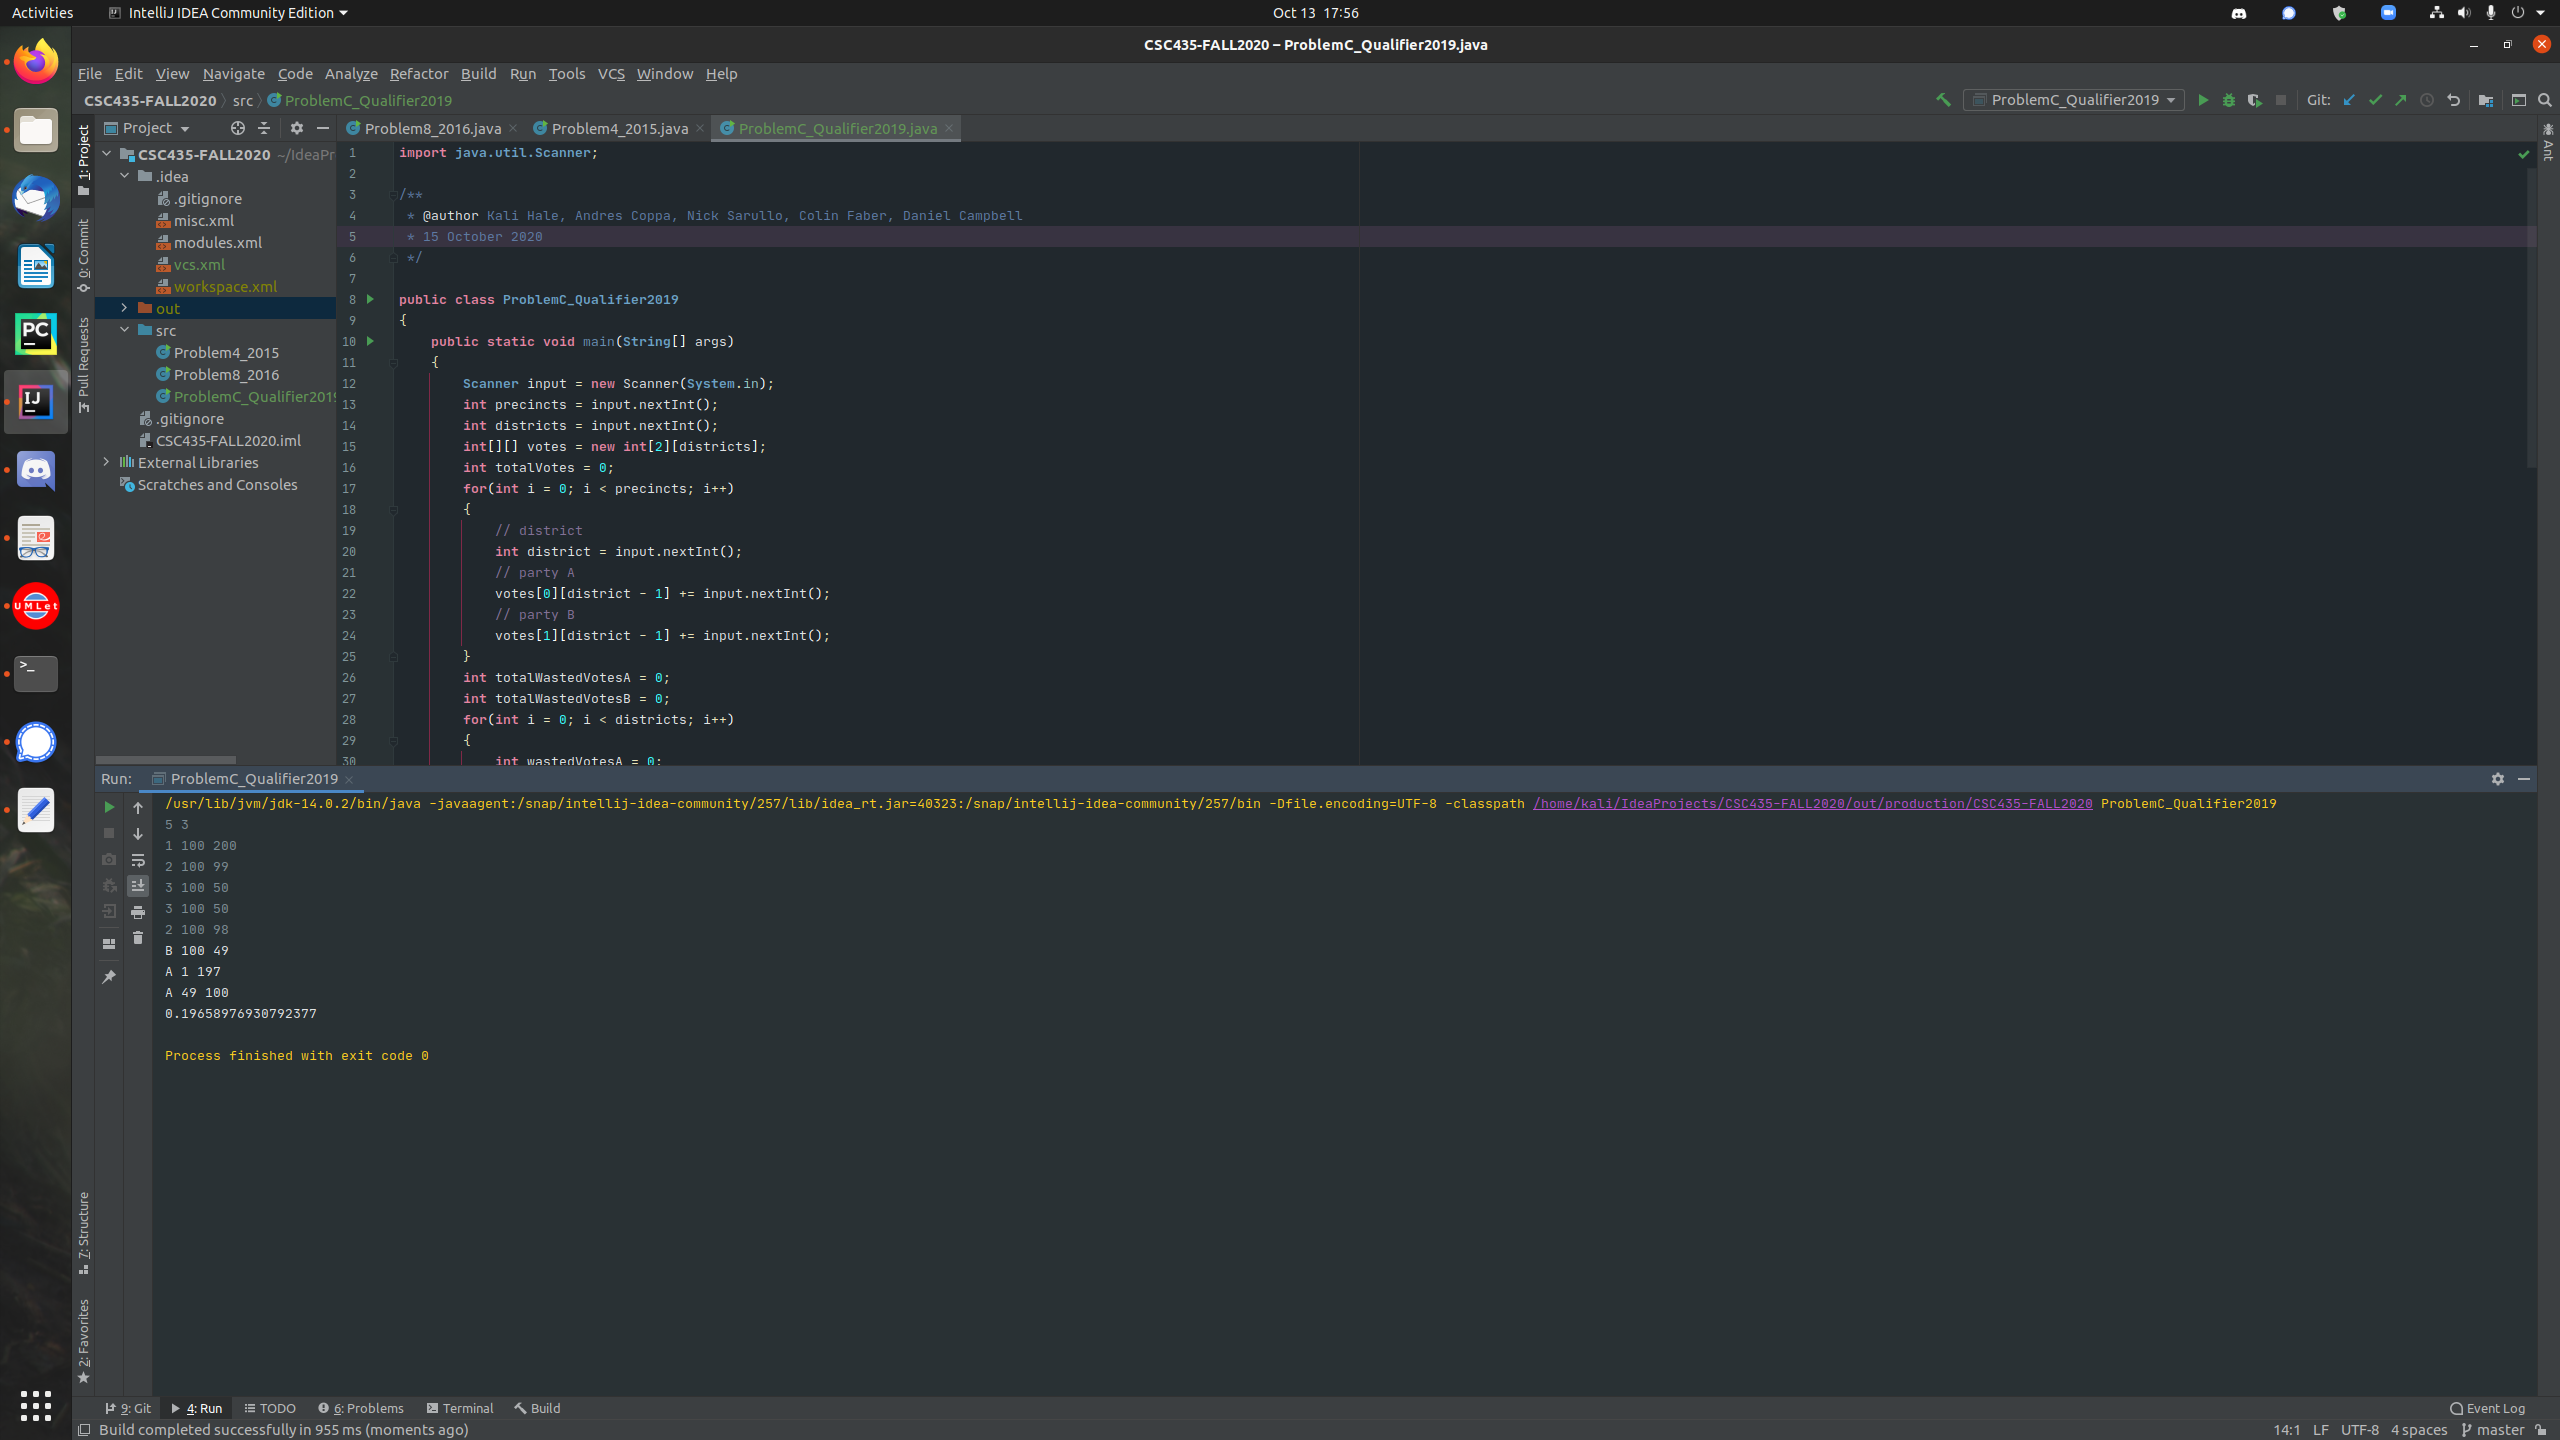 Activities
IntelliJ IDEA Community Edition
Oct 13 17:56
CSC435-FALL2020 – ProblemC_Qualifier2019.java
File Edit View Navigate Code Analyze Refactor Build Run Tools VCS Window Help
CSC435-FALL2020 src ProblemC_Qualifier2019
ProblemC_Qualifier2019
Git:
1: Project
0: Commit
Pull Requests
7: Structure
2: Favorites
Ant
Project
CSC435-FALL2020 ~/IdeaPr
.idea
.gitignore
misc.xml
modules.xml
vcs.xml
workspace.xml
out
src
Problem4_2015
Problem8_2016
ProblemC_Qualifier2019
.gitignore
CSC435-FALL2020.iml
External Libraries
Scratches and Consoles
Problem8_2016.java
Problem4_2015.java
ProblemC_Qualifier2019.java
1 import java.util.Scanner;
2
3 /**
4 * @author Kali Hale, Andres Coppa, Nick Sarullo, Colin Faber, Daniel Campbell
5 * 15 October 2020
6 */
7
8 public class ProblemC_Qualifier2019
9 {
10 public static void main(String[] args)
11 {
12 Scanner input = new Scanner(System.in);
13 int precincts = input.nextInt();
14 int districts = input.nextInt();
15 int[][] votes = new int[2][districts];
16 int totalVotes = 0;
17 for(int i = 0; i < precincts; i++)
18 {
19 // district
20 int district = input.nextInt();
21 // party A
22 votes[0][district - 1] += input.nextInt();
23 // party B
24 votes[1][district - 1] += input.nextInt();
25 }
26 int totalWastedVotesA = 0;
27 int totalWastedVotesB = 0;
28 for(int i = 0; i < districts; i++)
29 {
30 int wastedVotesA = 0;
Run: ProblemC_Qualifier2019
/usr/lib/jvm/jdk-14.0.2/bin/java -javaagent:/snap/intellij-idea-community/257/lib/idea_rt.jar=40323:/snap/intellij-idea-community/257/bin -Dfile.encoding=UTF-8 -classpath /home/kali/IdeaProjects/CSC435-FALL2020/out/production/CSC435-FALL2020 ProblemC_Qualifier2019
5 3
1 100 200
2 100 99
3 100 50
3 100 50
2 100 98
B 100 49
A 1 197
A 49 100
0.19658976930792377
Process finished with exit code 0
PC
IJ
UMLet
>_
9: Git
4: Run
TODO
6: Problems
Terminal
Build
Event Log
Build completed successfully in 955 ms (moments ago)
14:1 LF UTF-8 4 spaces master